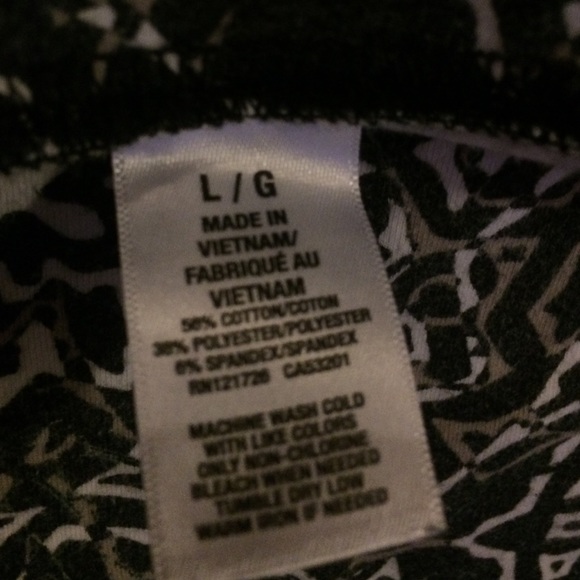 L / G
MADE IN
VIETNAM/
FABRIQUÉ AU
VIETNAM
56% COTTON/COTON
38% POLYESTER/POLYESTER
6% SPANDEX/SPANDEX
RN121726 CA53201
MACHINE WASH COLD
WITH LIKE COLORS
ONLY NON-CHLORINE
BLEACH WHEN NEEDED
TUMBLE DRY LOW
WARM IRON IF NEEDED